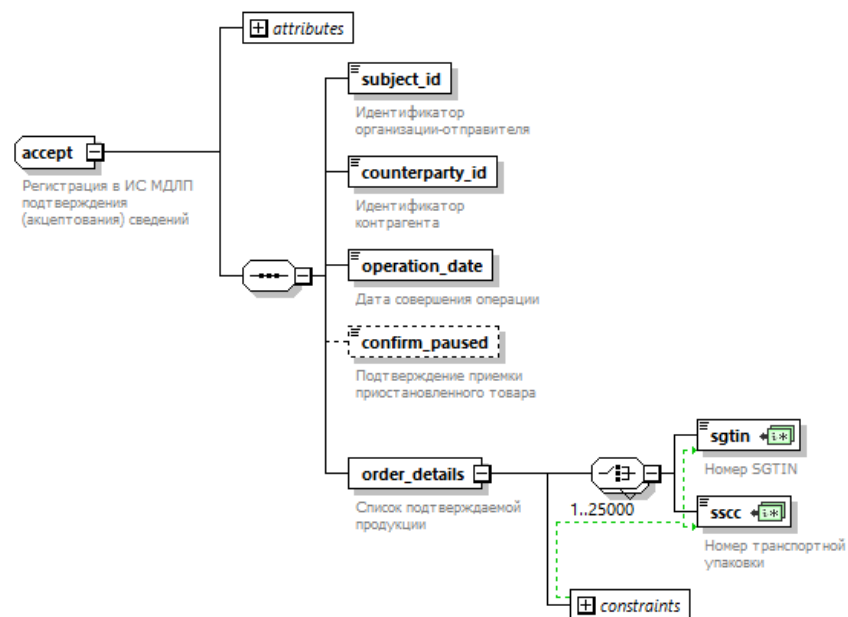 attributes
subject_id
Идентификатор
организации-отправителя
accept
Регистрация в ИС МДЛП
подтверждения
(акцептования) сведений
counterparty_id
Идентификатор
контрагента
operation_date
Дата совершения операции
confirm_paused
Подтверждение приемки
приостановленного товара
order_details
Список подтверждаемой
продукции
1..25000
sgtin
Номер SGTIN
sscc
Номер транспортной
упаковки
constraints